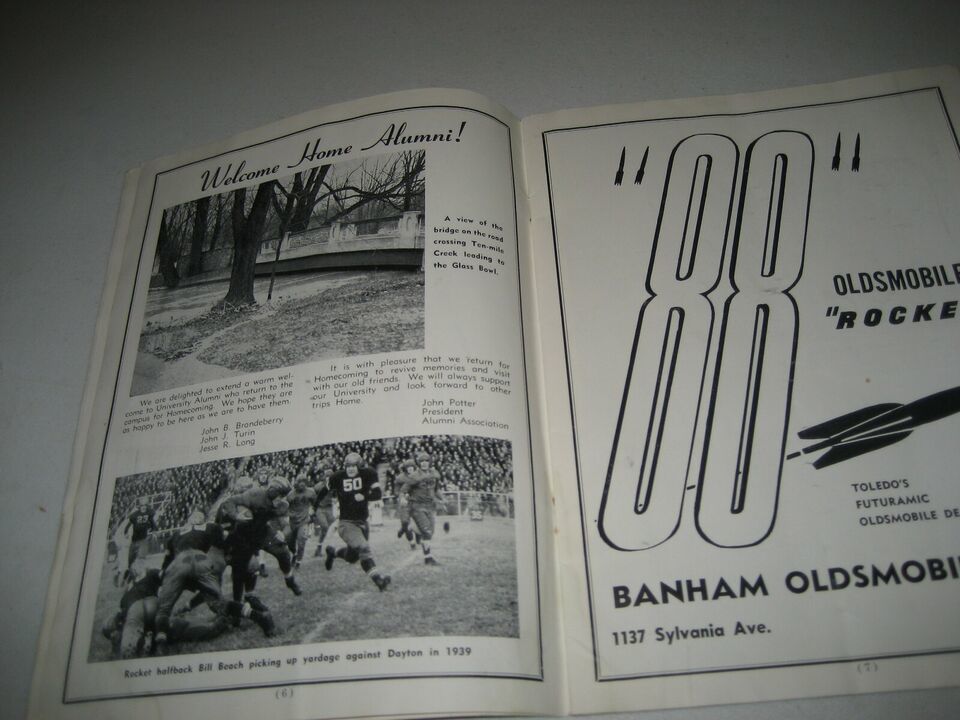 Welcome Home Alumni!
A view of the
bridge on the road
crossing Ten-mile
Creek leading to
the Glass Bowl.
We are delighted to extend a warm wel-
come to University Alumni who return to the
campus for Homecoming. We hope they are
as happy to be here as we are to have them.
John B. Brandeberry
John J. Turin
Jesse R. Long
It is with pleasure that we return for
Homecoming to revive memories and visit
with our old friends. We will always support
our University and look forward to other
trips Home.
John Potter
President
Alumni Association
50
23
Rocket halfback Bill Beach picking up yardage against Dayton in 1939
(6)
"88"
OLDSMOBILE
"ROCKE
TOLEDO'S
FUTURAMIC
OLDSMOBILE DE
BANHAM OLDSMOBI
1137 Sylvania Ave.
(7)